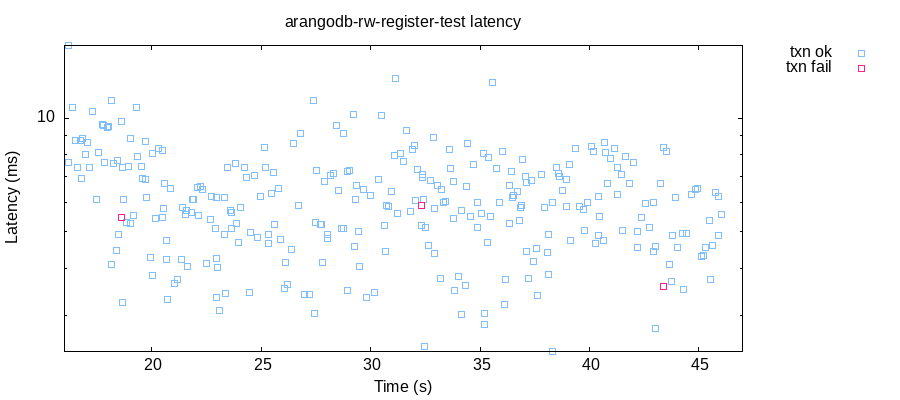 arangodb-rw-register-test latency
txn ok
txn fail
10
Latency (ms)
20 25 30 35 40 45
Time (s)